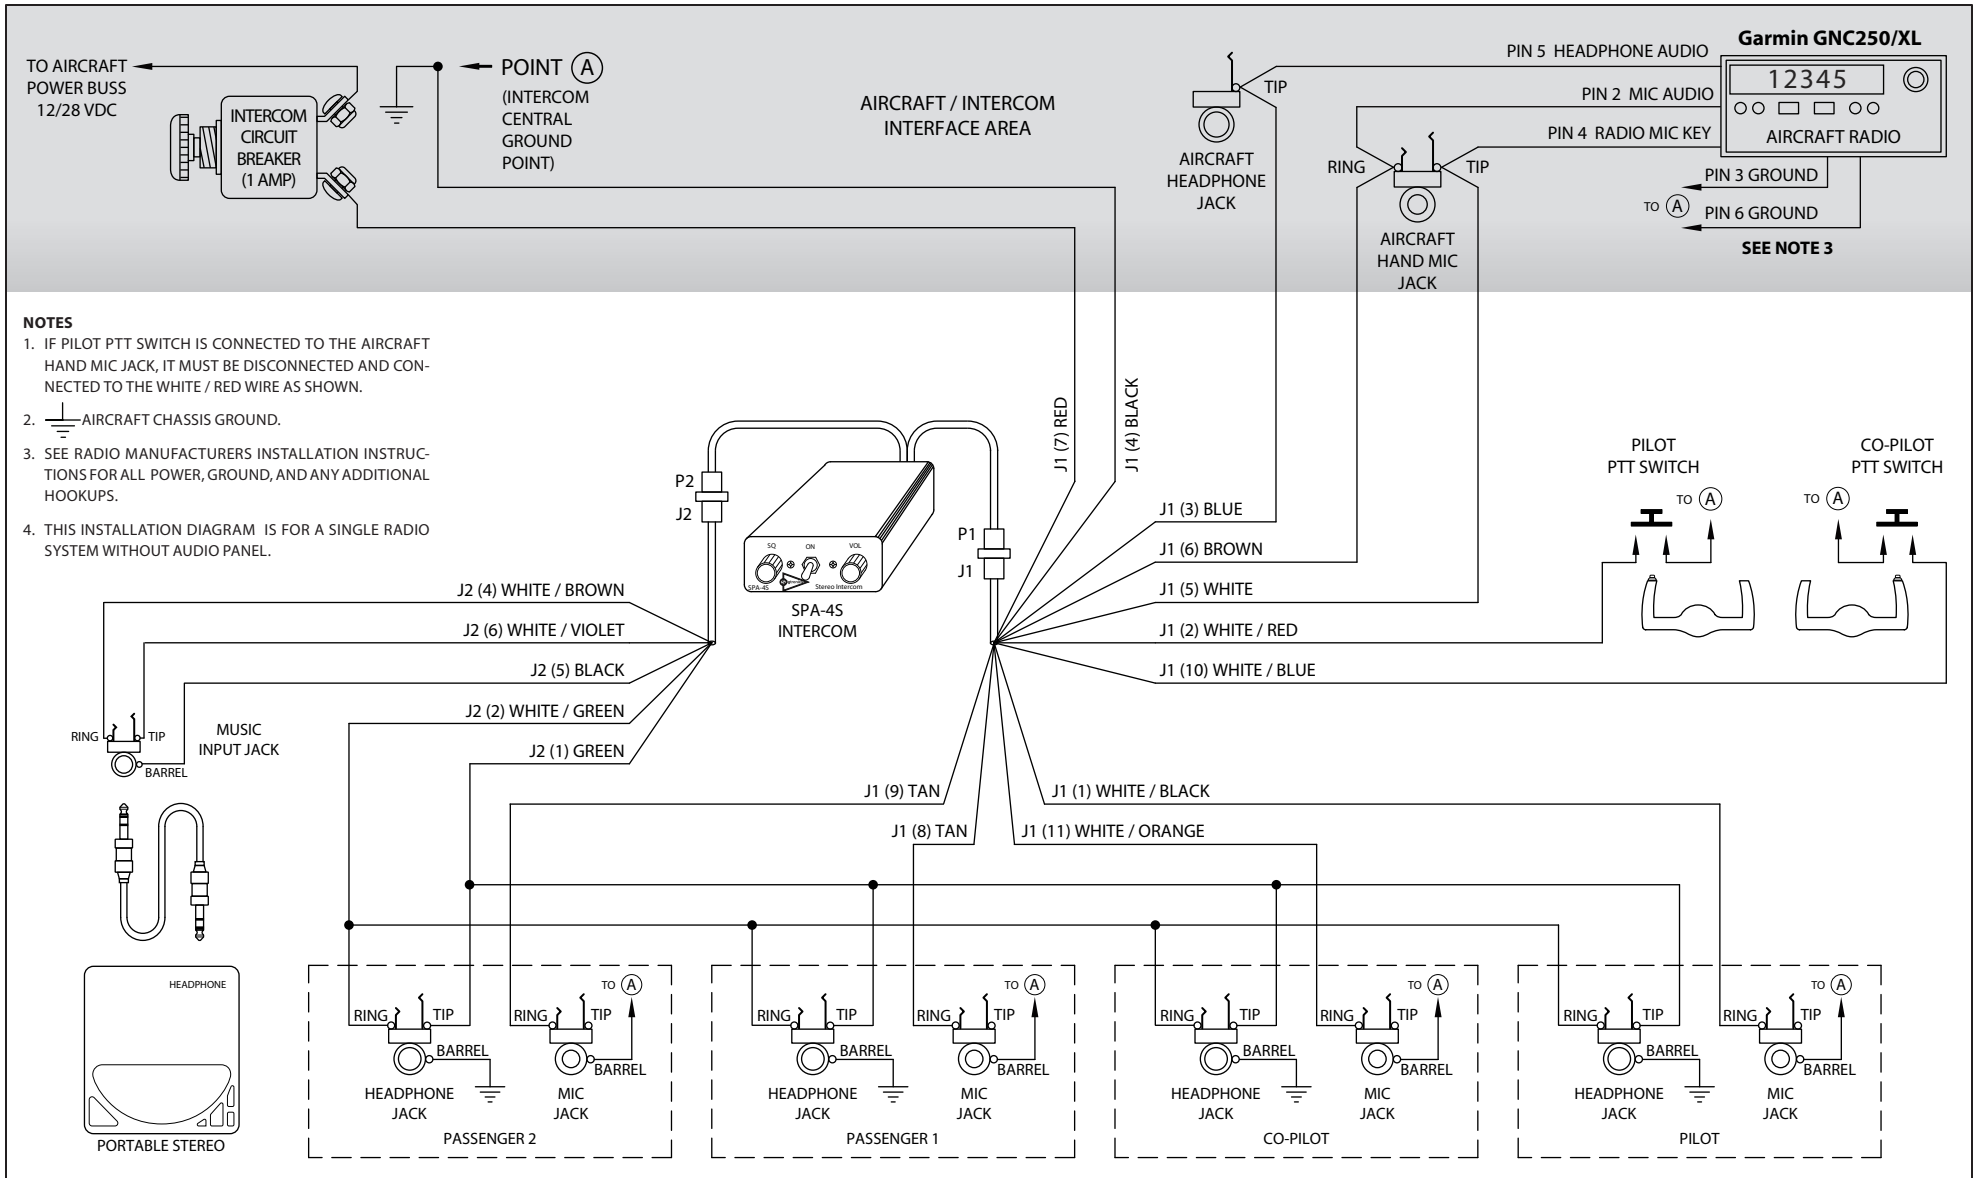 TO AIRCRAFT
POWER BUSS
12/28 VDC
INTERCOM
CIRCUIT
BREAKER
(1 AMP)
POINT A
(INTERCOM
CENTRAL
GROUND
POINT)
AIRCRAFT / INTERCOM
INTERFACE AREA
TIP
AIRCRAFT
HEADPHONE
JACK
PIN 5 HEADPHONE AUDIO
PIN 2 MIC AUDIO
PIN 4 RADIO MIC KEY
RING
TIP
AIRCRAFT
HAND MIC
JACK
Garmin GNC250/XL
12345
AIRCRAFT RADIO
PIN 3 GROUND
TO A
PIN 6 GROUND
SEE NOTE 3
NOTES
1. IF PILOT PTT SWITCH IS CONNECTED TO THE AIRCRAFT
HAND MIC JACK, IT MUST BE DISCONNECTED AND CON-
NECTED TO THE WHITE / RED WIRE AS SHOWN.
2. AIRCRAFT CHASSIS GROUND.
3. SEE RADIO MANUFACTURERS INSTALLATION INSTRUC-
TIONS FOR ALL POWER, GROUND, AND ANY ADDITIONAL
HOOKUPS.
4. THIS INSTALLATION DIAGRAM IS FOR A SINGLE RADIO
SYSTEM WITHOUT AUDIO PANEL.
P2
J2
SQ
ON
VOL
SPA-4S
Stereo Intercom
SPA-4S
INTERCOM
P1
J1
J1 (7) RED
J1 (4) BLACK
J1 (3) BLUE
J1 (6) BROWN
J1 (5) WHITE
J1 (2) WHITE / RED
J1 (10) WHITE / BLUE
PILOT
PTT SWITCH
TO A
CO-PILOT
PTT SWITCH
TO A
J2 (4) WHITE / BROWN
J2 (6) WHITE / VIOLET
J2 (5) BLACK
J2 (2) WHITE / GREEN
J2 (1) GREEN
RING
TIP
BARREL
MUSIC
INPUT JACK
J1 (9) TAN
J1 (8) TAN
J1 (1) WHITE / BLACK
J1 (11) WHITE / ORANGE
HEADPHONE
PORTABLE STEREO
RING
TIP
BARREL
HEADPHONE
JACK
RING
TIP
TO A
BARREL
MIC
JACK
PASSENGER 2
RING
TIP
BARREL
HEADPHONE
JACK
RING
TIP
TO A
BARREL
MIC
JACK
PASSENGER 1
RING
TIP
BARREL
HEADPHONE
JACK
RING
TIP
TO A
BARREL
MIC
JACK
CO-PILOT
RING
TIP
BARREL
HEADPHONE
JACK
RING
TIP
TO A
BARREL
MIC
JACK
PILOT